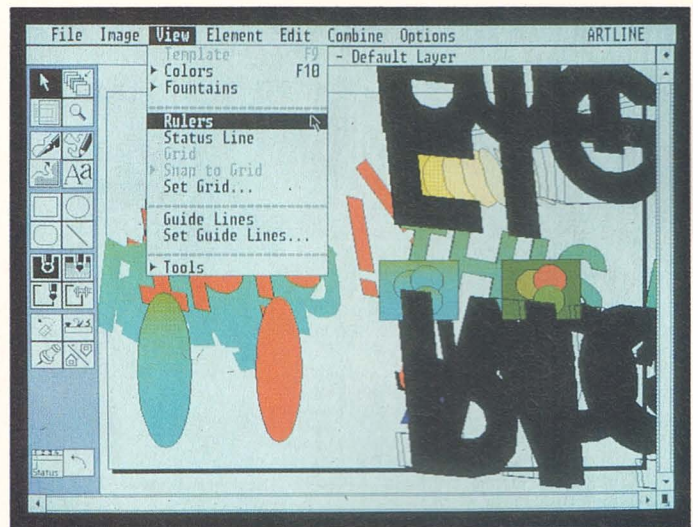 File Image View Element Edit Combine Options ARTLINE
- Default Layer
Template F9
Colors F10
Fountains
Rulers
Status Line
Grid
Snap to Grid
Set Grid...
Guide Lines
Set Guide Lines...
Tools
Aa
THIS
Status